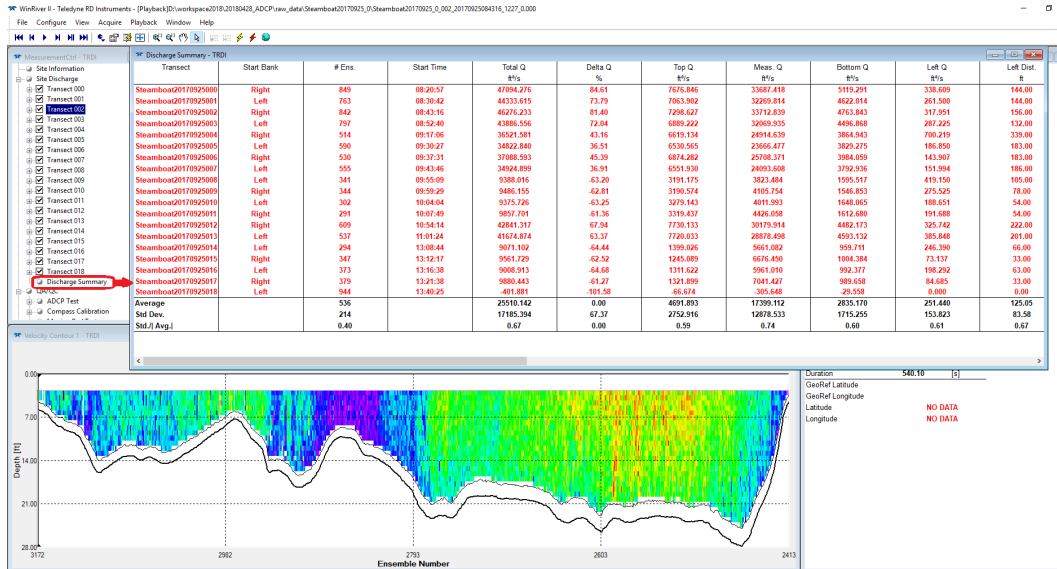 WinRiver II - Teledyne RD Instruments - [Playback]D:\workspace2018\20180428_ADCP\raw_data\Steamboat20170925_0\Steamboat20170925_0_002_20170925084316_1227_0.000
File Configure View Acquire Playback Window Help
MeasurementCtrl - TRDI
Site Information
Site Discharge
Transect 000
Transect 001
Transect 002
Transect 003
Transect 004
Transect 005
Transect 006
Transect 007
Transect 008
Transect 009
Transect 010
Transect 011
Transect 012
Transect 013
Transect 014
Transect 015
Transect 016
Transect 017
Transect 018
Discharge Summary
QA/QC
ADCP Test
Compass Calibration
Discharge Summary - TRDI
Transect Start Bank # Ens. Start Time Total Q Delta Q Top Q Meas. Q Bottom Q Left Q Left Dist.
ft³/s % ft³/s ft³/s ft³/s ft³/s ft
Steamboat20170925000 Right 849 08:20:57 47094.276 84.61 7676.846 33687.418 5119.291 338.609 144.00
Steamboat20170925001 Left 763 08:30:42 44333.615 73.79 7063.902 32269.814 4622.014 261.500 144.00
Steamboat20170925002 Right 842 08:43:16 46276.233 81.40 7298.627 33712.839 4763.843 317.951 156.00
Steamboat20170925003 Left 797 08:52:40 43886.556 72.04 6889.222 32069.935 4496.868 287.225 132.00
Steamboat20170925004 Right 514 09:17:06 36521.581 43.16 6619.134 24914.639 3864.943 700.219 339.00
Steamboat20170925005 Left 590 09:30:27 34822.840 36.51 6530.565 23666.477 3829.275 186.850 183.00
Steamboat20170925006 Right 530 09:37:31 37088.593 45.39 6874.282 25708.371 3984.059 143.907 183.00
Steamboat20170925007 Left 555 09:43:46 34924.899 36.91 6551.930 24093.608 3792.936 151.994 186.00
Steamboat20170925008 Left 341 09:55:09 9388.016 -63.20 3191.175 3823.484 1595.517 419.150 105.00
Steamboat20170925009 Right 344 09:59:29 9486.155 -62.81 3190.574 4105.754 1546.853 275.525 78.00
Steamboat20170925010 Left 302 10:04:04 9375.726 -63.25 3279.143 4011.993 1648.065 188.651 54.00
Steamboat20170925011 Right 291 10:07:49 9857.701 -61.36 3319.437 4426.058 1612.680 191.688 54.00
Steamboat20170925012 Right 609 10:54:14 42841.317 67.94 7730.133 30179.914 4482.173 325.742 222.00
Steamboat20170925013 Left 537 11:01:24 41674.874 63.37 7720.033 28878.498 4593.132 385.848 201.00
Steamboat20170925014 Left 294 13:08:44 9071.102 -64.44 1399.026 5661.082 959.711 246.390 66.00
Steamboat20170925015 Right 347 13:12:17 9561.729 -62.52 1245.089 6676.450 1004.384 73.137 33.00
Steamboat20170925016 Left 373 13:16:38 9008.913 -64.68 1311.622 5961.010 992.377 198.292 63.00
Steamboat20170925017 Right 379 13:21:38 9880.443 -61.27 1321.899 7041.427 989.658 84.685 33.00
Steamboat20170925018 Left 944 13:40:25 -401.881 -101.58 -66.674 -305.648 -29.558 0.000 0.00
Average 536 25510.142 0.00 4691.893 17399.112 2835.170 251.440 125.05
Std Dev. 214 17185.394 67.37 2752.916 12878.533 1715.255 153.823 83.58
Std./| Avg.| 0.40 0.67 0.00 0.59 0.74 0.60 0.61 0.67
Velocity Contour 1 - TRDI
0.00
7.00
14.00
21.00
28.00
Depth [ft]
3172 2982 2793 2603 2413
Ensemble Number
Duration 540.10 [s]
GeoRef Latitude
GeoRef Longitude
Latitude NO DATA
Longitude NO DATA